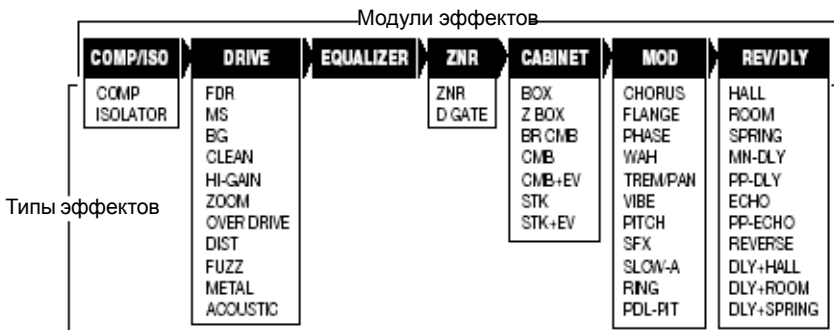 Модули эффектов
COMP/ISO DRIVE EQUALIZER ZNR CABINET MOD REV/DLY
COMP
ISOLATOR
FDR
MS
BG
CLEAN
HI-GAIN
ZOOM
OVER DRIVE
DIST
FUZZ
METAL
ACOUSTIC
ZNR
D GATE
BOX
Z BOX
BR CMB
CMB
CMB+EV
STK
STK+EV
CHORUS
FLANGE
PHASE
WAH
TREM/PAN
VIBE
PITCH
SFX
SLOW-A
RING
PDL-PIT
HALL
ROOM
SPRING
MN-DLY
PP-DLY
ECHO
PP-ECHO
REVERSE
DLY+HALL
DLY+ROOM
DLY+SPRING
Типы эффектов